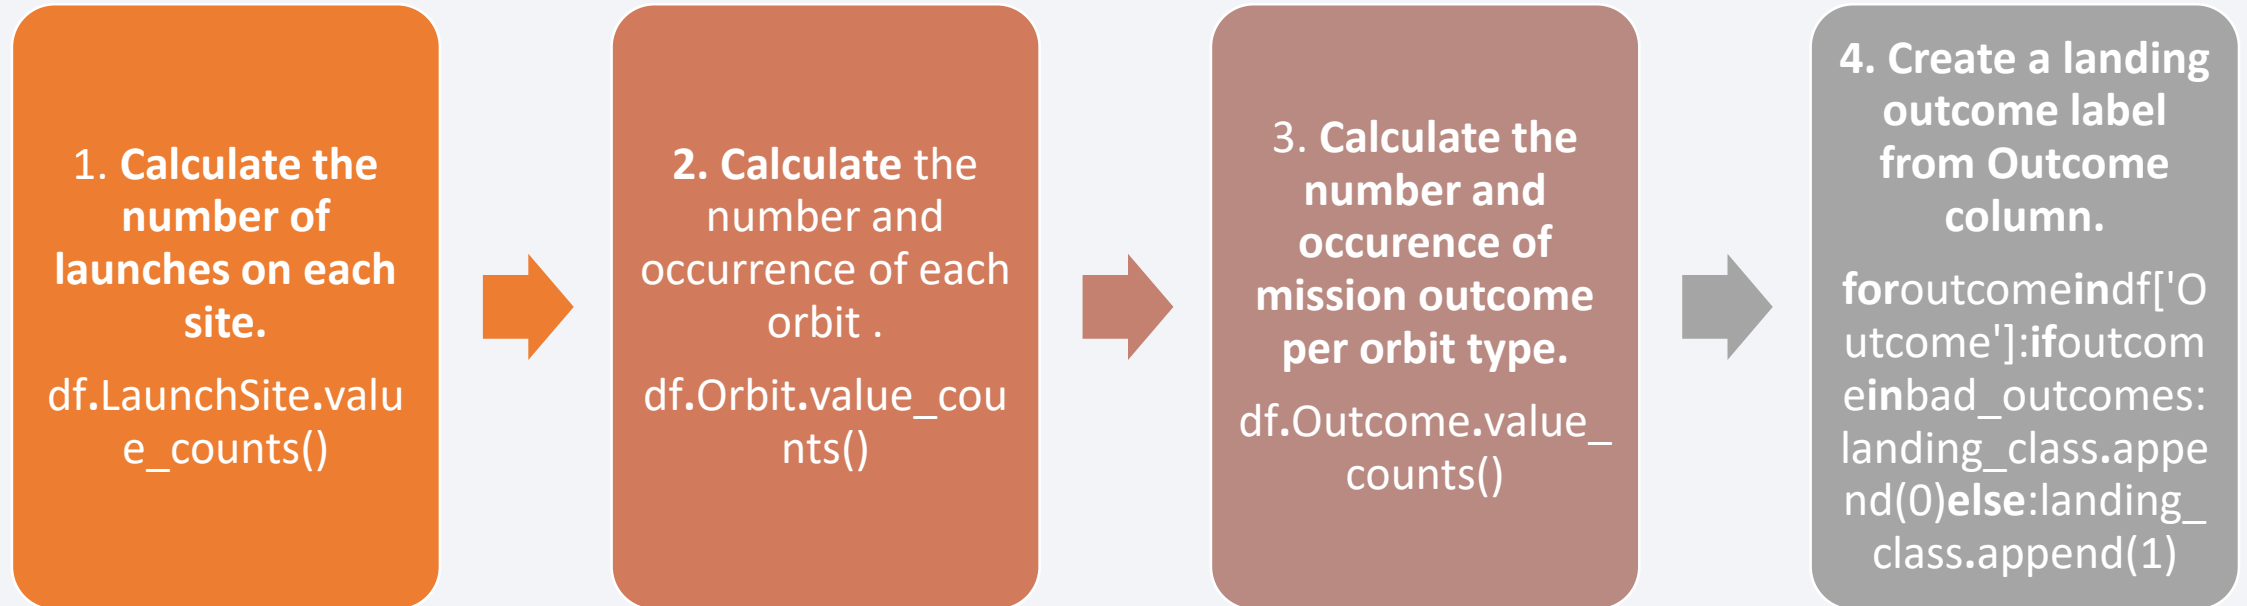 1. Calculate the
number of
launches on each
site.
df.LaunchSite.valu
e_counts()
2. Calculate the
number and
occurrence of each
orbit .
df.Orbit.value_cou
nts()
3. Calculate the
number and
occurence of
mission outcome
per orbit type.
df.Outcome.value_
counts()
4. Create a landing
outcome label
from Outcome
column.
foroutcomeindf['O
utcome']:ifoutcom
einbad_outcomes:
landing_class.appe
nd(0)else:landing_
class.append(1)